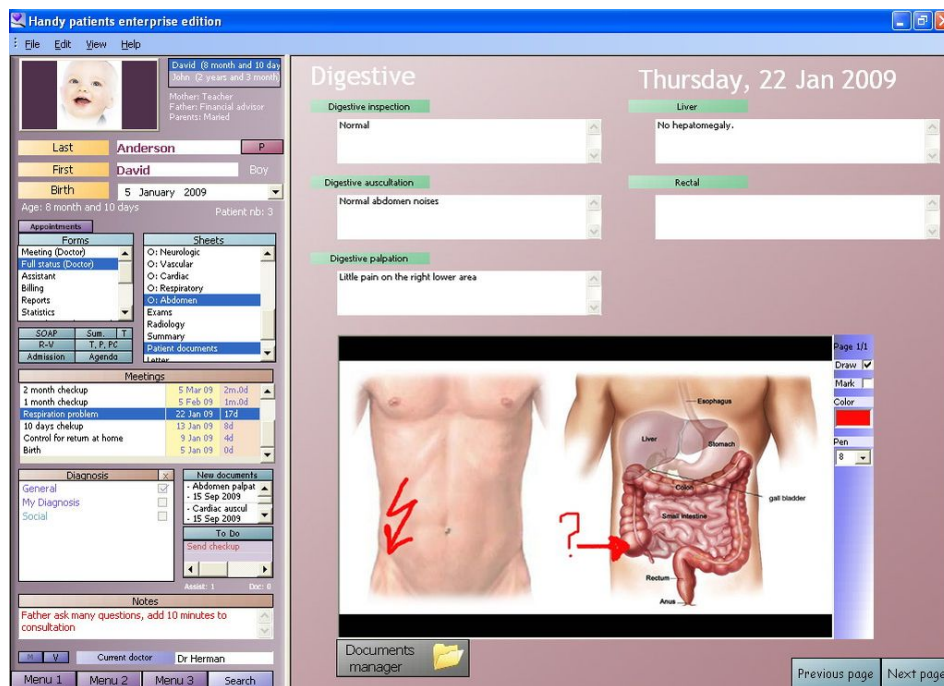 Handy patients enterprise edition
File Edit View Help
David (8 month and 10 day
John (2 years and 3 month
Mother: Teacher
Father: Financial advisor
Parents: Maried
Last Anderson P
First David Boy
Birth 5 January 2009
Age: 8 month and 10 days
Patient nb: 3
Appointments
Forms
Meeting (Doctor)
Full status (Doctor)
Assistant
Billing
Reports
Statistics
Sheets
O: Neurologic
O: Vascular
O: Cardiac
O: Respiratory
O: Abdomen
Exams
Radiology
Summary
Patient documents
Letter
SOAP Sum. T
R-V T, P, PC
Admission Agenda
Meetings
2 month checkup 5 Mar 09 2m.0d
1 month checkup 5 Feb 09 1m.0d
Respiration problem 22 Jan 09 17d
10 days chekup 13 Jan 09 8d
Control for return at home 9 Jan 09 4d
Birth 5 Jan 09 0d
Diagnosis x
General
My Diagnosis
Social
New documents
- Abdomen palpat
- 15 Sep 2009
- Cardiac auscul
- 15 Sep 2009
To Do
Send checkup
Assist: 1 Doc: 0
Notes
Father ask many questions, add 10 minutes to
consultation
M V Current doctor Dr Herman
Menu 1 Menu 2 Menu 3 Search
Digestive Thursday, 22 Jan 2009
Digestive inspection
Normal
Liver
No hepatomegaly.
Digestive auscultation
Normal abdomen noises
Rectal
Digestive palpation
Little pain on the right lower area
Esophagus
Liver
Stomach
Colon
gall bladder
Small intestine
?
Rectum
Anus
Page 1/1
Draw
Mark
Color
Pen
8
Documents
manager
Previous page Next page